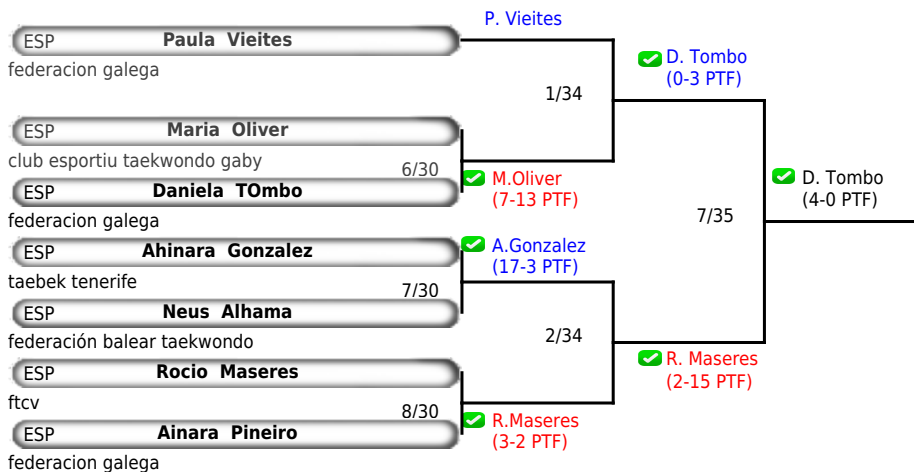 P. Vieites
ESP Paula Vieites
federacion galega
D. Tombo
(0-3 PTF)
1/34
ESP Maria Oliver
club esportiu taekwondo gaby
6/30
M.Oliver
(7-13 PTF)
D. Tombo
(4-0 PTF)
ESP Daniela TOmbo
federacion galega
7/35
ESP Ahinara Gonzalez
A.Gonzalez
(17-3 PTF)
taebek tenerife
7/30
ESP Neus Alhama
federación balear taekwondo
2/34
ESP Rocio Maseres
R. Maseres
(2-15 PTF)
ftcv
8/30
R.Maseres
(3-2 PTF)
ESP Ainara Pineiro
federacion galega